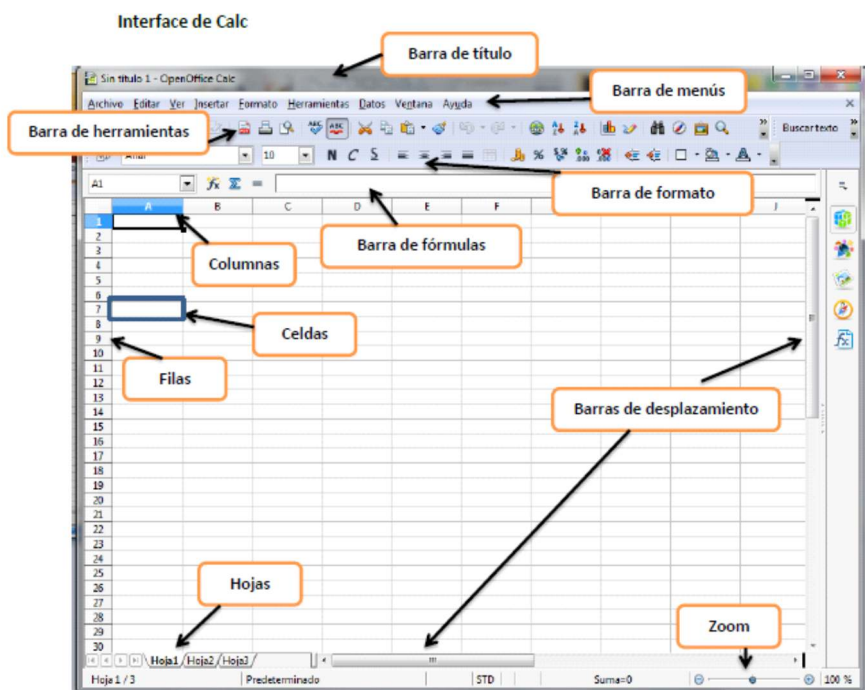 Interface de Calc
Barra de título
Sin título 1 - OpenOffice Calc
Barra de menús
Archivo Editar Ver Insertar Formato Herramientas Datos Ventana Ayuda
Barra de herramientas
Buscar texto
Arial 10 N C S
Barra de formato
A1
Barra de fórmulas
A B C D E F J
Columnas
1
2
3
4
5
6
7
8
9
10
11
12
13
14
15
16
17
18
19
20
21
22
23
24
25
26
27
28
29
30
Celdas
Filas
Barras de desplazamiento
Hojas
Zoom
Hoja1 Hoja2 Hoja3
Hoja 1 / 3 Predeterminado STD Suma=0 100 %